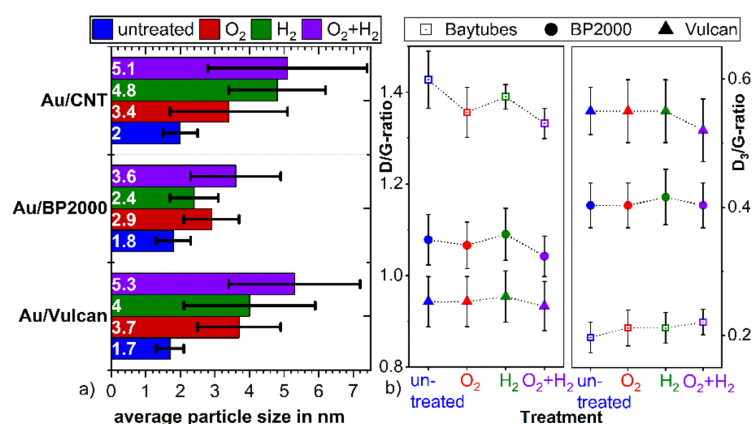 untreated O₂ H₂ O₂+H₂
Au/CNT
5.1
4.8
3.4
2
Au/BP2000
3.6
2.4
2.9
1.8
Au/Vulcan
5.3
4
3.7
1.7
0 1 2 3 4 5 6 7
a)
average particle size in nm
Baytubes BP2000 Vulcan
D/G-ratio
1.4
1.2
1.0
0.8
D₃/G-ratio
0.6
0.4
0.2
b)
un-
treated O₂ H₂ O₂+H₂
un-
treated O₂ H₂ O₂+H₂
Treatment